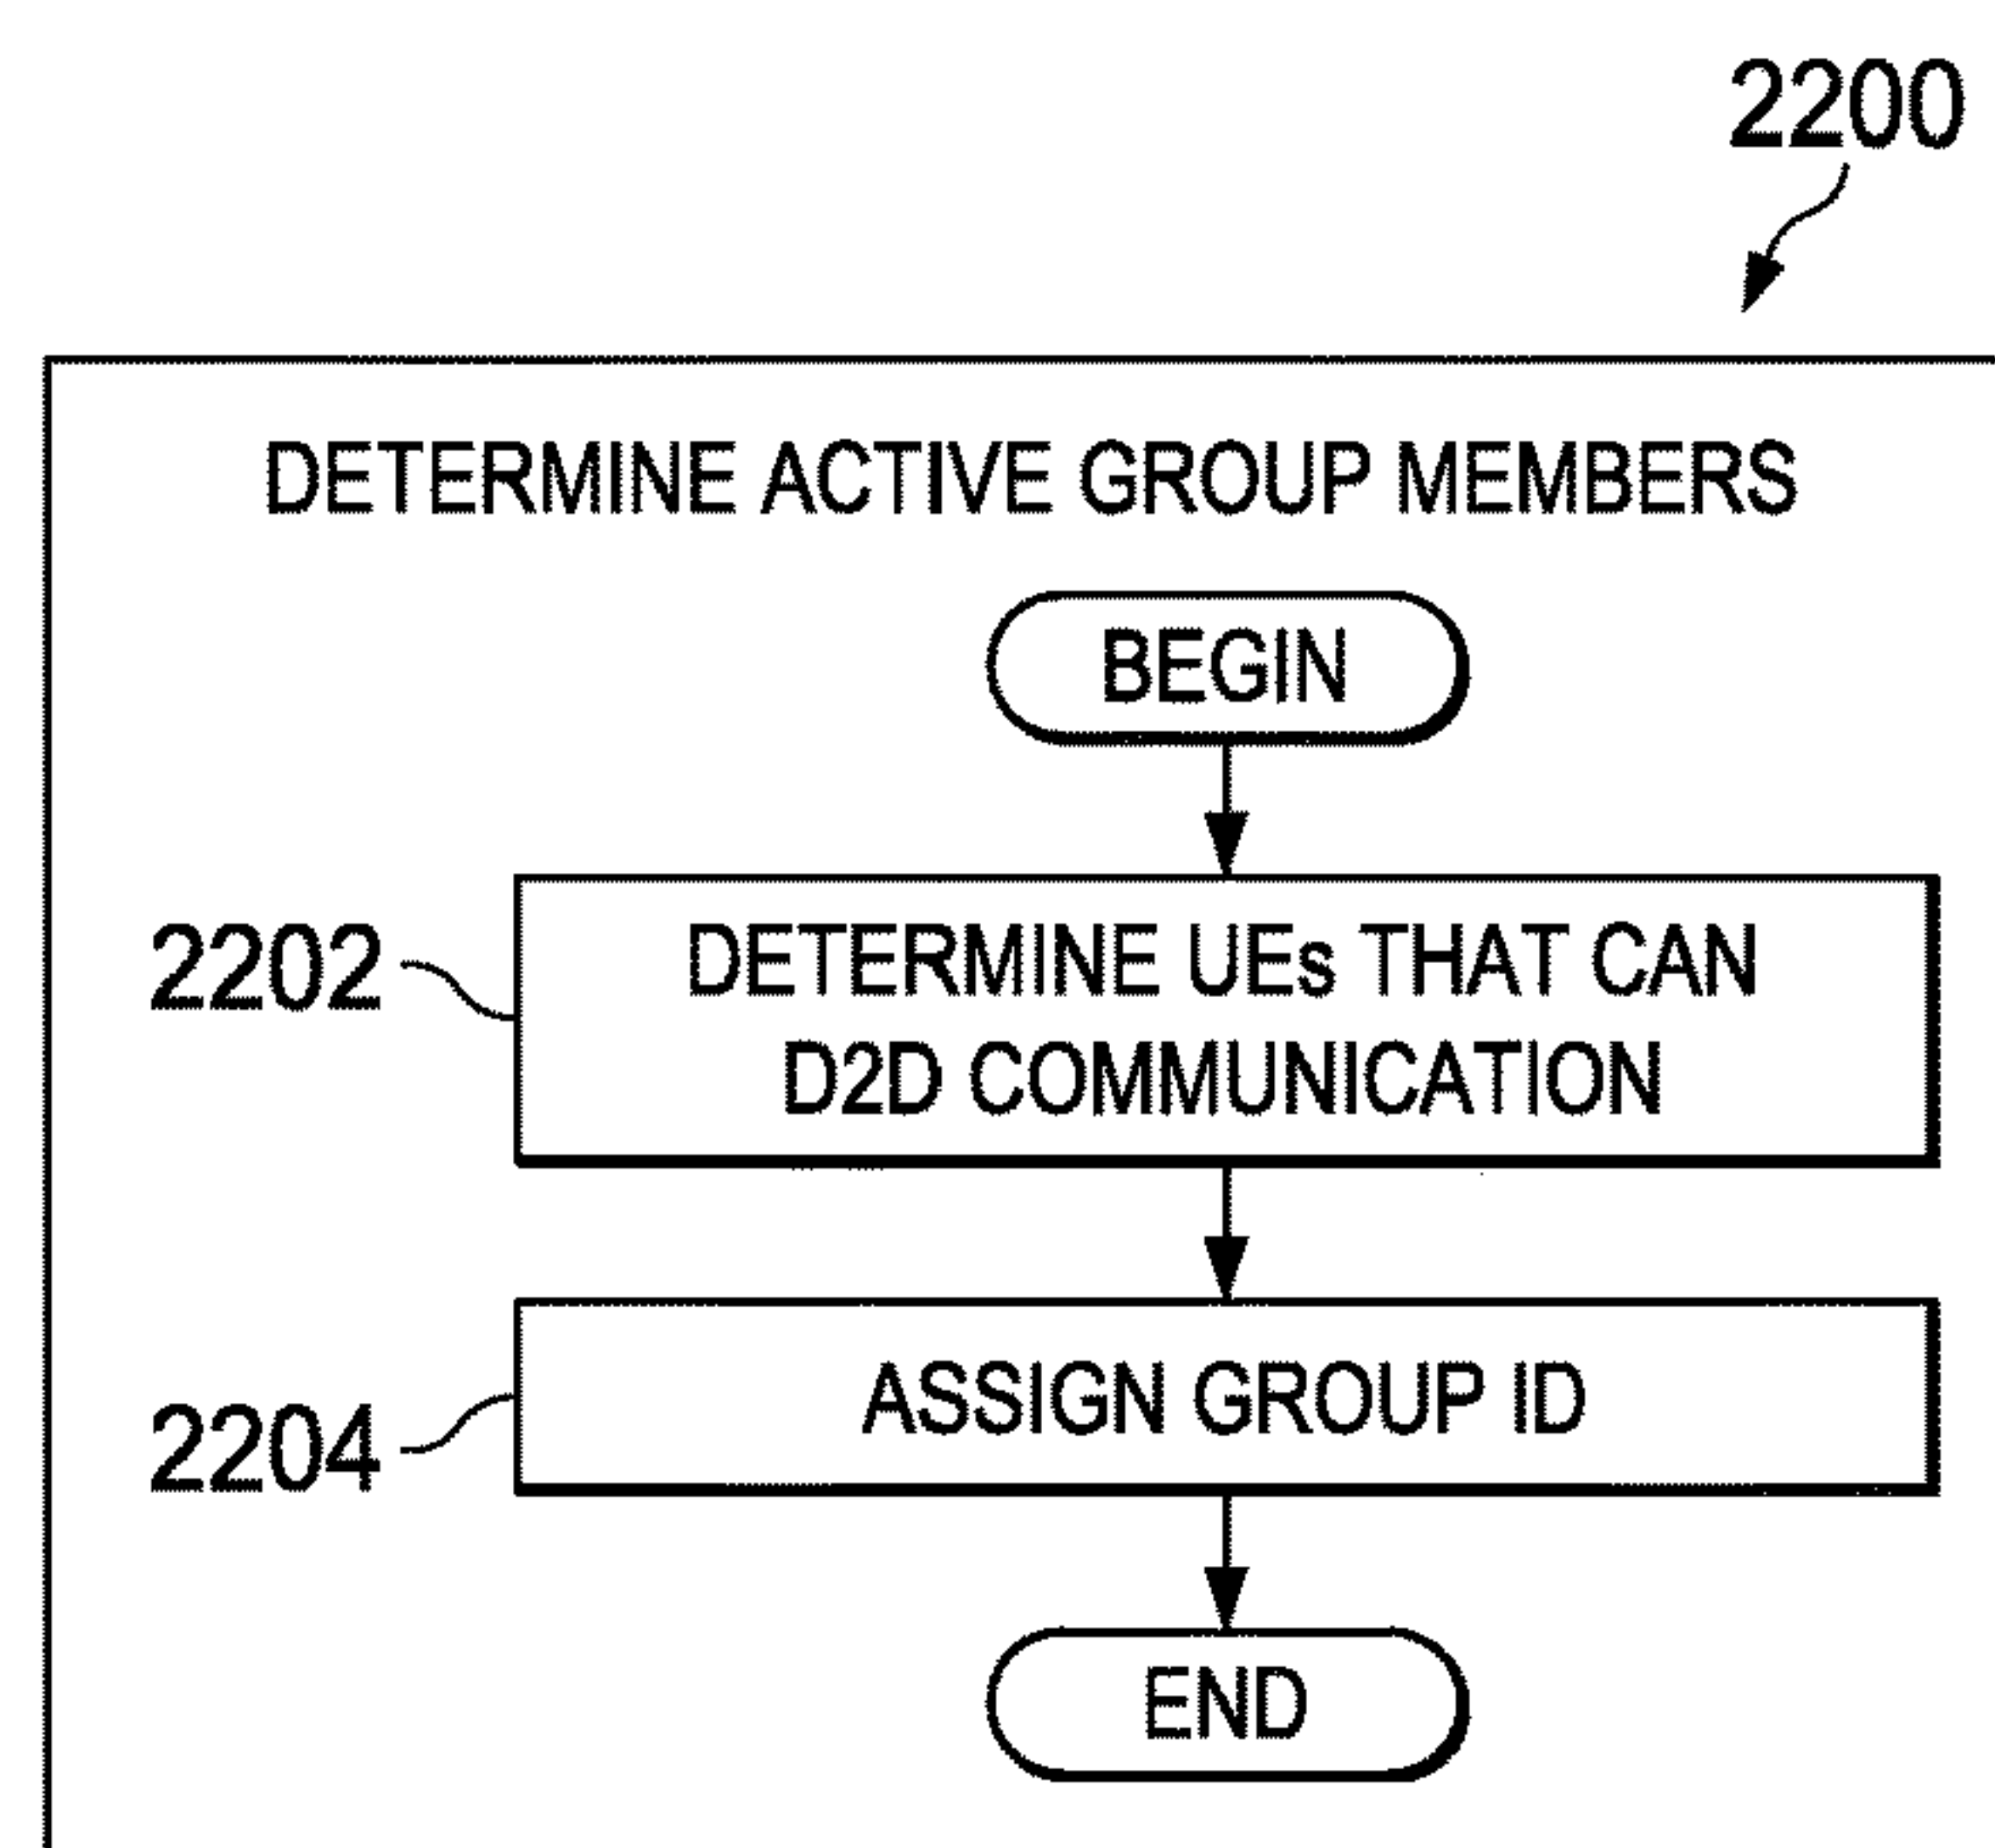 2200
DETERMINE ACTIVE GROUP MEMBERS
BEGIN
2202
DETERMINE UEs THAT CAN
D2D COMMUNICATION
2204
ASSIGN GROUP ID
END